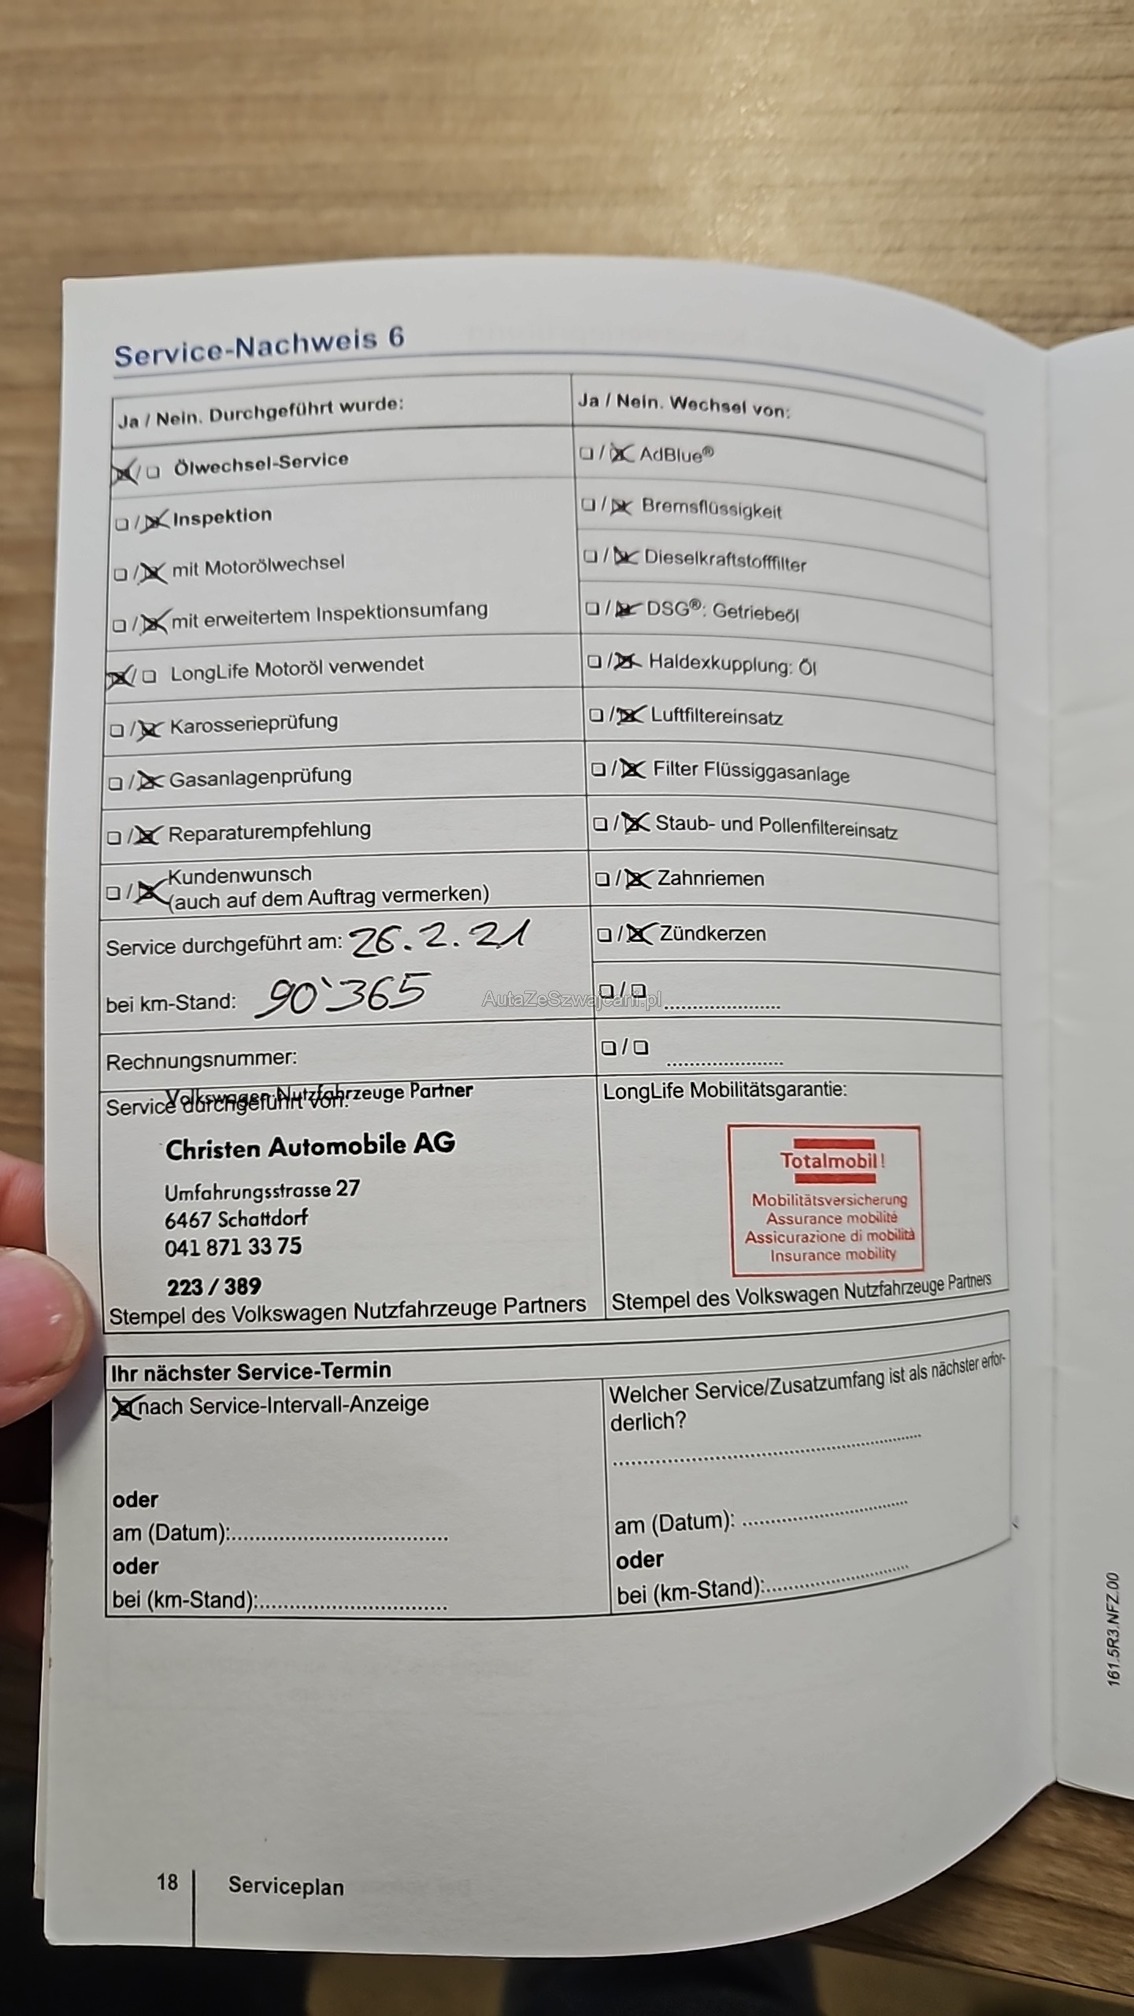 Service-Nachweis 6
Ja / Nein. Durchgeführt wurde:
☒/☐ Ölwechsel-Service
☐/☒ Inspektion
☐/☒ mit Motorölwechsel
☐/☒ mit erweitertem Inspektionsumfang
☒/☐ LongLife Motoröl verwendet
☐/☒ Karosserieprüfung
☐/☒ Gasanlagenprüfung
☐/☒ Reparaturempfehlung
☐/☒ Kundenwunsch
(auch auf dem Auftrag vermerken)
Service durchgeführt am: 26.2.21
bei km-Stand: 90'365
Rechnungsnummer:
Service durchgeführt von:
Volkswagen Nutzfahrzeuge Partner
Christen Automobile AG
Umfahrungsstrasse 27
6467 Schattdorf
041 871 33 75
223 / 389
Stempel des Volkswagen Nutzfahrzeuge Partners
Ja / Nein. Wechsel von:
☐/☒ AdBlue®
☐/☒ Bremsflüssigkeit
☐/☒ Dieselkraftstofffilter
☐/☒ DSG®: Getriebeöl
☐/☒ Haldexkupplung: Öl
☐/☒ Luftfiltereinsatz
☐/☒ Filter Flüssiggasanlage
☐/☒ Staub- und Pollenfiltereinsatz
☐/☒ Zahnriemen
☐/☒ Zündkerzen
☐/☐ ....................
☐/☐ ....................
AutaZeSzwajcarii.pl
LongLife Mobilitätsgarantie:
Totalmobil!
Mobilitätsversicherung
Assurance mobilité
Assicurazione di mobilità
Insurance mobility
Stempel des Volkswagen Nutzfahrzeuge Partners
Ihr nächster Service-Termin
☒ nach Service-Intervall-Anzeige
oder
am (Datum):....................
oder
bei (km-Stand):....................
Welcher Service/Zusatzumfang ist als nächster erfor-
derlich?
....................
am (Datum): ....................
oder
bei (km-Stand):....................
161.5R3.NFZ.00
18 Serviceplan